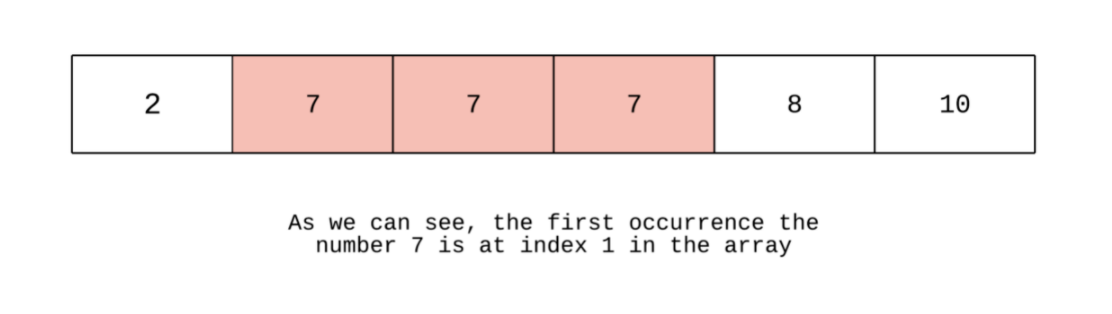 2 7 7 7 8 10
As we can see, the first occurrence the
number 7 is at index 1 in the array